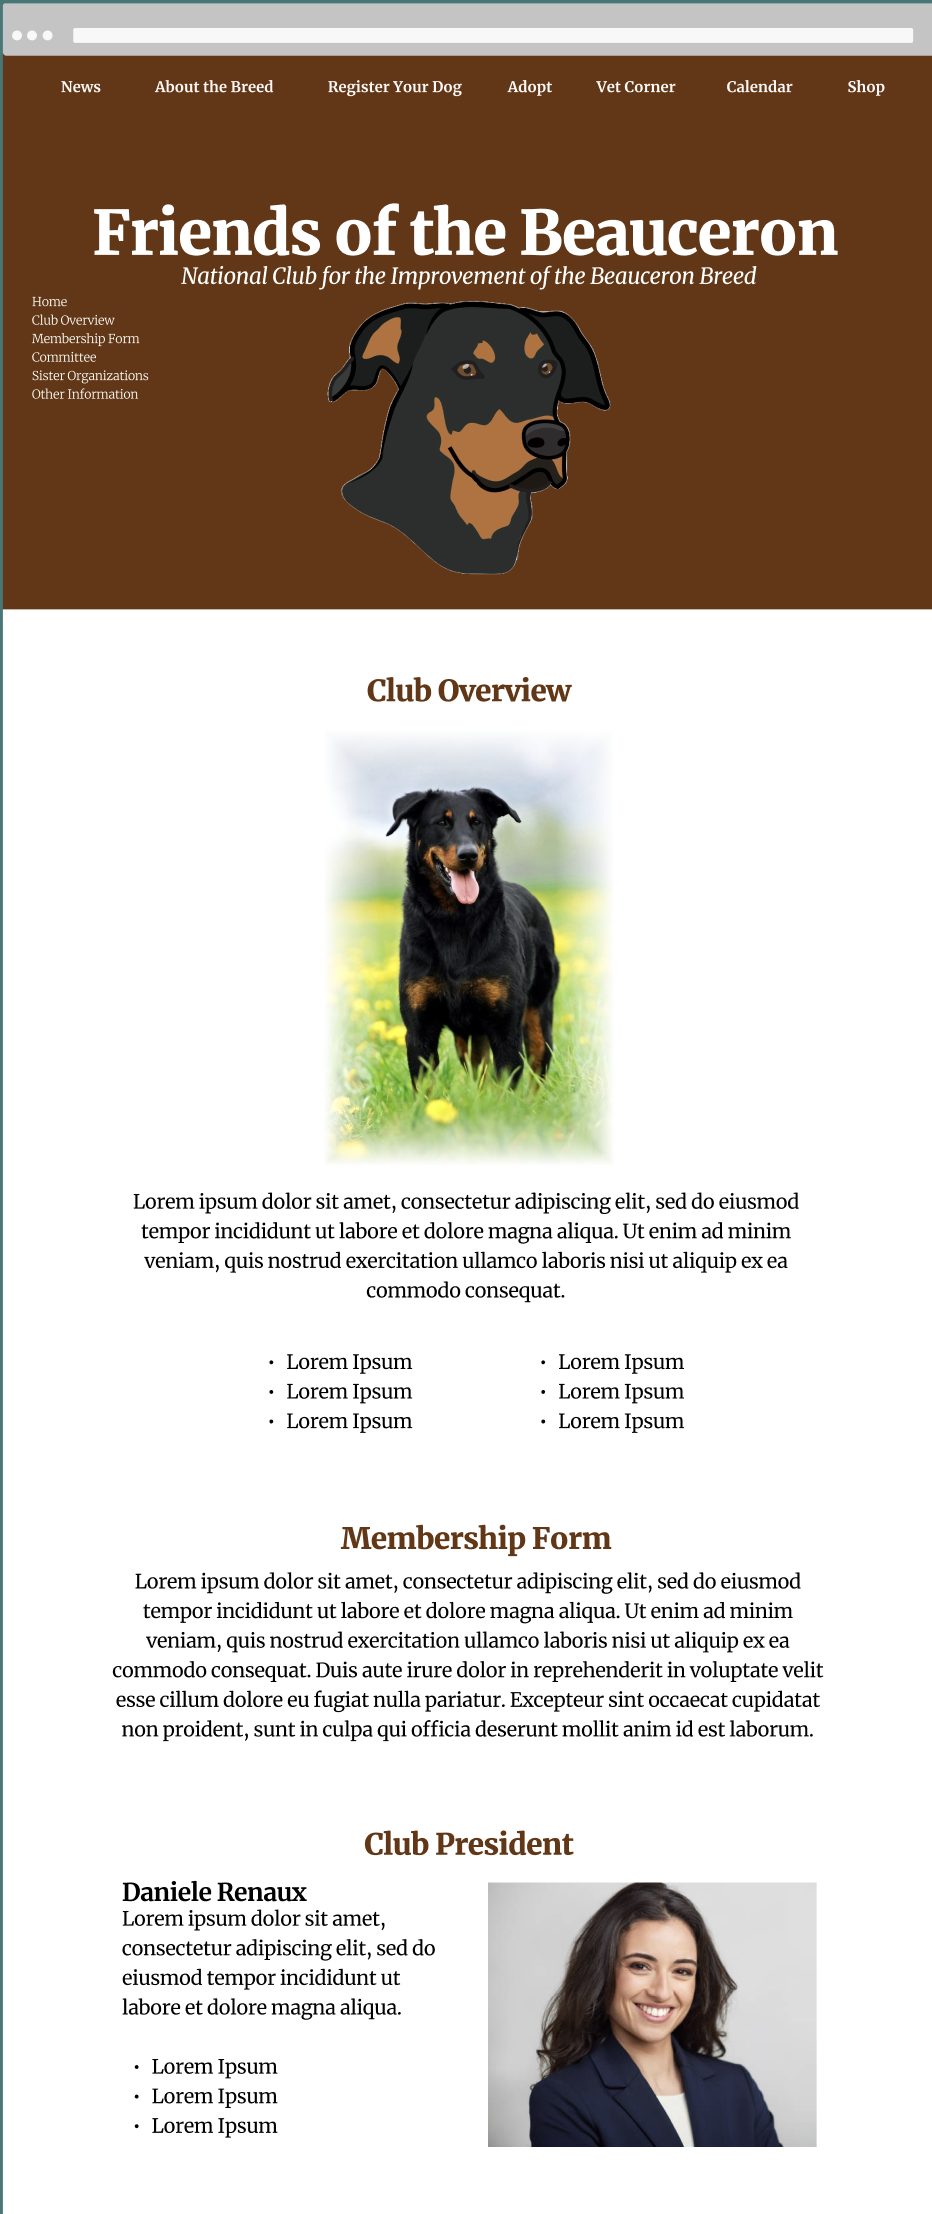 News About the Breed Register Your Dog Adopt Vet Corner Calendar Shop
Friends of the Beauceron
National Club for the Improvement of the Beauceron Breed
Home
Club Overview
Membership Form
Committee
Sister Organizations
Other Information
Club Overview
Lorem ipsum dolor sit amet, consectetur adipiscing elit, sed do eiusmod
tempor incididunt ut labore et dolore magna aliqua. Ut enim ad minim
veniam, quis nostrud exercitation ullamco laboris nisi ut aliquip ex ea
commodo consequat.
• Lorem Ipsum
• Lorem Ipsum
• Lorem Ipsum
• Lorem Ipsum
• Lorem Ipsum
• Lorem Ipsum
Membership Form
Lorem ipsum dolor sit amet, consectetur adipiscing elit, sed do eiusmod
tempor incididunt ut labore et dolore magna aliqua. Ut enim ad minim
veniam, quis nostrud exercitation ullamco laboris nisi ut aliquip ex ea
commodo consequat. Duis aute irure dolor in reprehenderit in voluptate velit
esse cillum dolore eu fugiat nulla pariatur. Excepteur sint occaecat cupidatat
non proident, sunt in culpa qui officia deserunt mollit anim id est laborum.
Club President
Daniele Renaux
Lorem ipsum dolor sit amet,
consectetur adipiscing elit, sed do
eiusmod tempor incididunt ut
labore et dolore magna aliqua.
• Lorem Ipsum
• Lorem Ipsum
• Lorem Ipsum